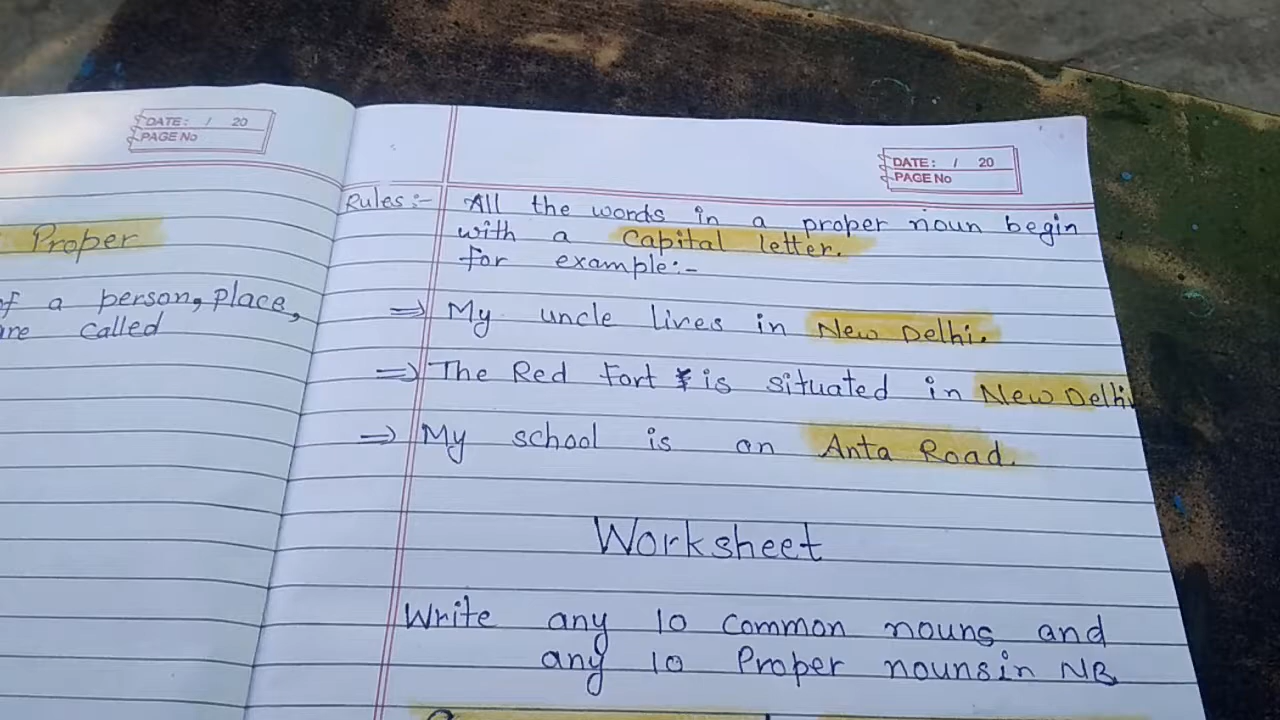 DATE: / 20
PAGE No
Proper
of a person, place,
are called
DATE: / 20
PAGE No
Rules :- All the words in a proper noun begin
with a capital letter.
for example:-
⇒ My uncle lives in New Delhi.
⇒ The Red Fort is situated in New Delhi
⇒ My school is on Anta Road.
Worksheet
Write any 10 common nouns and
any 10 Proper nouns in NB